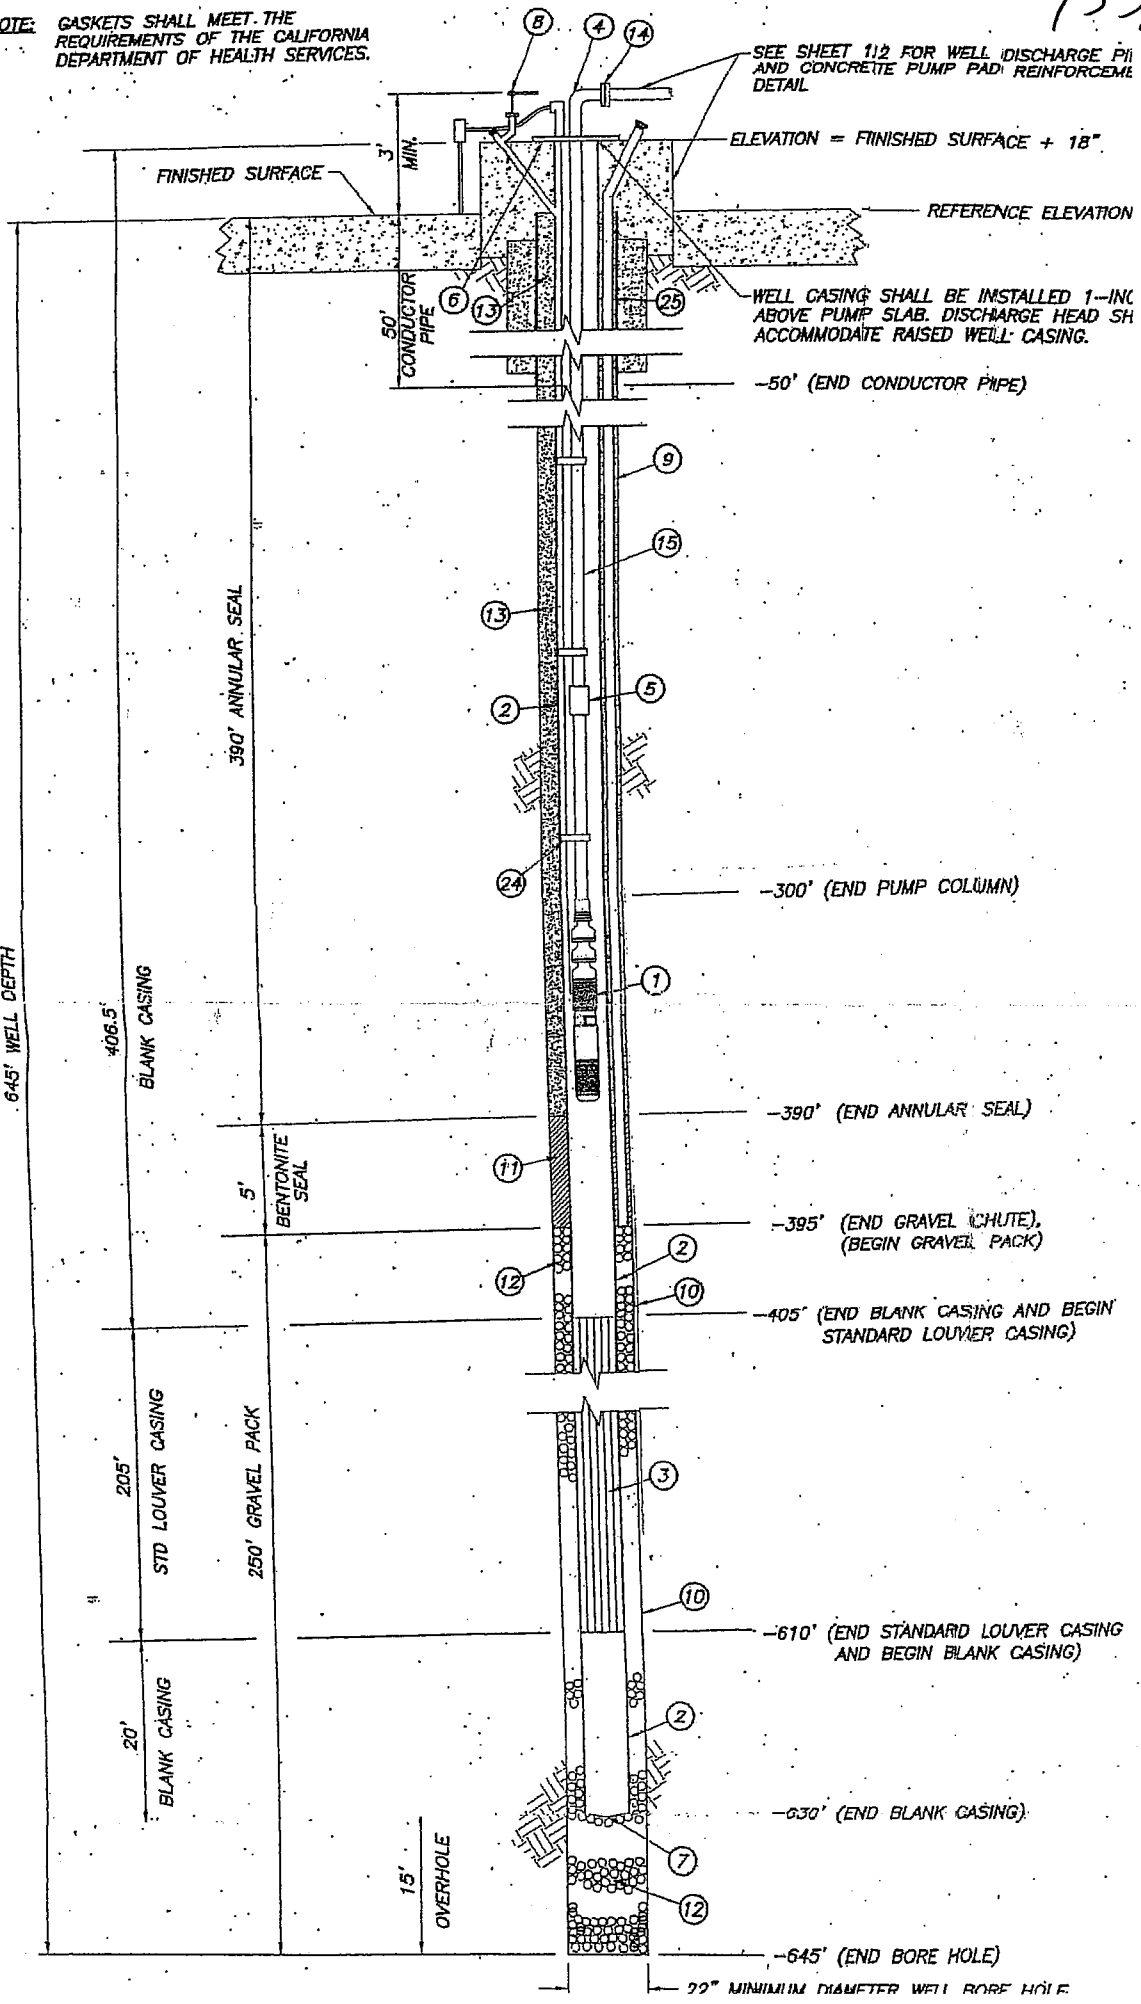 GASKETS SHALL MEET THE
REQUIREMENTS OF THE CALIFORNIA
DEPARTMENT OF HEALTH SERVICES.
8
4
14
SEE SHEET 1/2 FOR WELL DISCHARGE
AND CONCRETE PUMP PAD REINFORCEME
DETAIL
3' MIN.
ELEVATION = FINISHED SURFACE + 18"
FINISHED SURFACE
REFERENCE ELEVATION
6
13
25
50' CONDUCTOR PIPE
WELL CASING SHALL BE INSTALLED 1-INC
ABOVE PUMP SLAB. DISCHARGE HEAD SH
ACCOMMODATE RAISED WELL CASING.
-50' (END CONDUCTOR PIPE)
9
15
13
5
2
390' ANNULAR SEAL
24
-300' (END PUMP COLUMN)
1
645' WELL DEPTH
406.5' BLANK CASING
-390' (END ANNULAR SEAL)
11
5' BENTONITE SEAL
-395' (END GRAVEL CHUTE),
(BEGIN GRAVEL PACK)
2
12
10
-405' (END BLANK CASING AND BEGIN
STANDARD LOUVER CASING)
205' STD LOUVER CASING
250' GRAVEL PACK
3
10
-610' (END STANDARD LOUVER CASING
AND BEGIN BLANK CASING)
20' BLANK CASING
2
-630' (END BLANK CASING)
7
15' OVERHOLE
12
-645' (END BORE HOLE)
22" MINIMUM DIAMETER WELL BORE HOLE